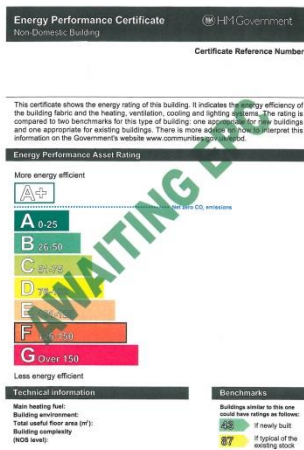 Energy Performance Certificate
Non-Domestic Building
HM Government
Certificate Reference Number
This certificate shows the energy rating of this building. It indicates the energy efficiency of
the building fabric and the heating, ventilation, cooling and lighting systems. The rating is
compared to two benchmarks for this type of building: one appropriate for new buildings
and one appropriate for existing buildings. There is more advice on how to interpret this
information on the Government's website www.communities.gov.uk/epbd.
Energy Performance Asset Rating
More energy efficient
A+
Net zero CO₂ emissions
A 0-25
B 26-50
C 51-75
D
E
F 126-150
G Over 150
Less energy efficient
AWAITING EPC
Technical information
Main heating fuel:
Building environment:
Total useful floor area (m²):
Building complexity
(NOS level):
Benchmarks
Buildings similar to this one
could have ratings as follows:
43 If newly built
87 If typical of the
existing stock